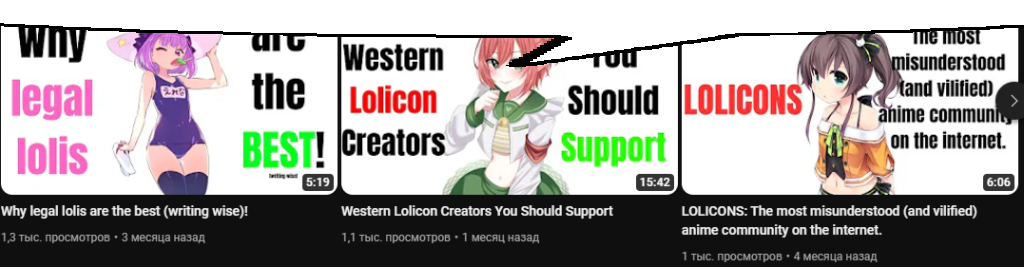 Why
legal
lolis
are
the
BEST!
(writing wise)
5:19
Western
Lolicon
Creators
You
Should
Support
15:42
LOLICONS
The most
misunderstood
(and vilified)
anime community
on the internet.
6:06
Why legal lolis are the best (writing wise)!
1,3 тыс. просмотров • 3 месяца назад
Western Lolicon Creators You Should Support
1,1 тыс. просмотров • 1 месяц назад
LOLICONS: The most misunderstood (and vilified)
anime community on the internet.
1 тыс. просмотров • 4 месяца назад